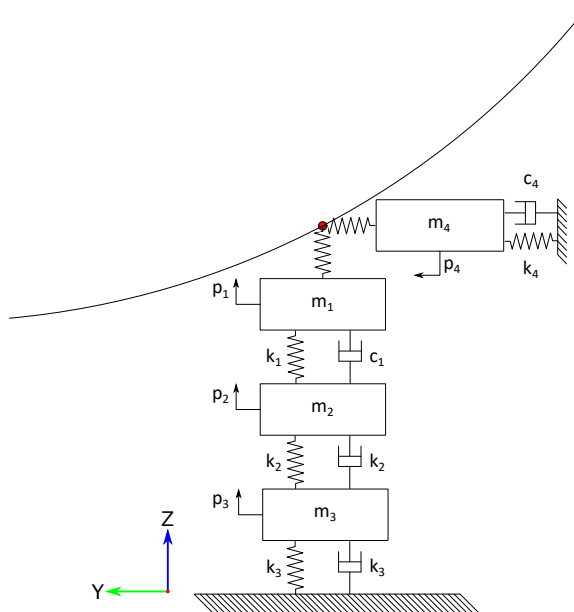 c₄
m₄
p₄
k₄
p₁
m₁
k₁ c₁
p₂
m₂
k₂ k₂
p₃
m₃
Z
k₃ k₃
Y